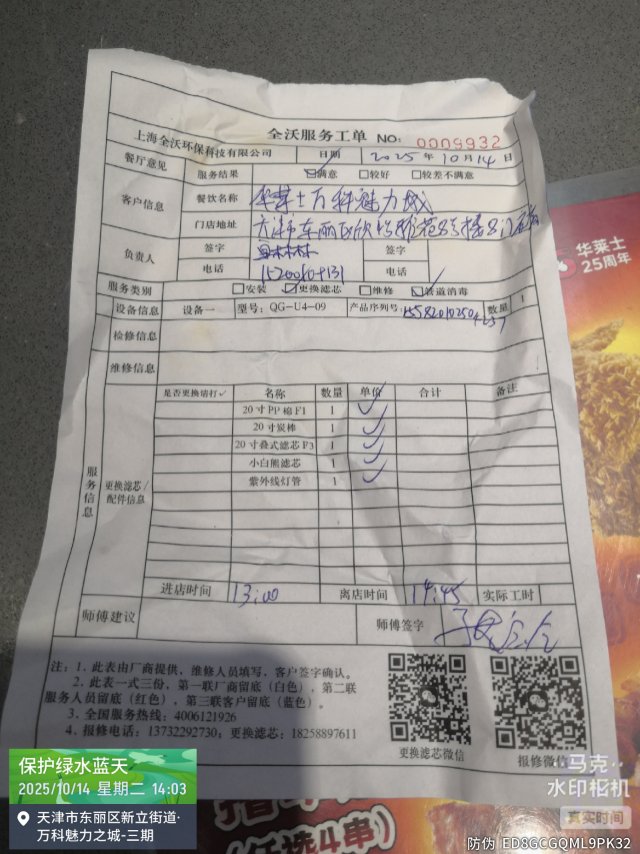 全沃服务工单 NO: 0009932
上海全沃环保科技有限公司 日期 2025年10月14日
餐厅意见 服务结果 ☑满意 □较好 □较差不满意
客户信息 餐饮名称 华莱士万科魅力城
门店地址 天津市东丽区
负责人 签字 签字
电话 电话
服务类别 □安装 ☑更换滤芯 □维修 ☑管道消毒
设备信息 设备一 型号: QG-U4-09 产品序列号 数量 1
检修信息
维修信息
服务信息 更换滤芯/配件信息
是否更换请打✓ 名称 数量 单价 合计 备注
20寸PP棉F1 1 ✓
20寸炭棒 1 ✓
20寸叠式滤芯F3 1 ✓
小白熊滤芯 1 ✓
紫外线灯管 1 ✓
进店时间 13:00 离店时间 14:45 实际工时
师傅建议 师傅签字
注: 1. 此表由厂商提供, 维修人员填写, 客户签字确认。
2. 此表一式三份, 第一联厂商留底(白色), 第二联
服务人员留底(红色), 第三联客户留底(蓝色)。
3. 全国服务热线: 4006121926
4. 报修电话: 13732292730; 更换滤芯: 18258897611
更换滤芯微信 报修微信
华莱士
25周年
(任选4串)
保护绿水蓝天
2025/10/14 星期二 14:03
天津市东丽区新立街道·
万科魅力之城-三期
马克
水印相机
真实时间
防伪 ED8GCGQML9PK32